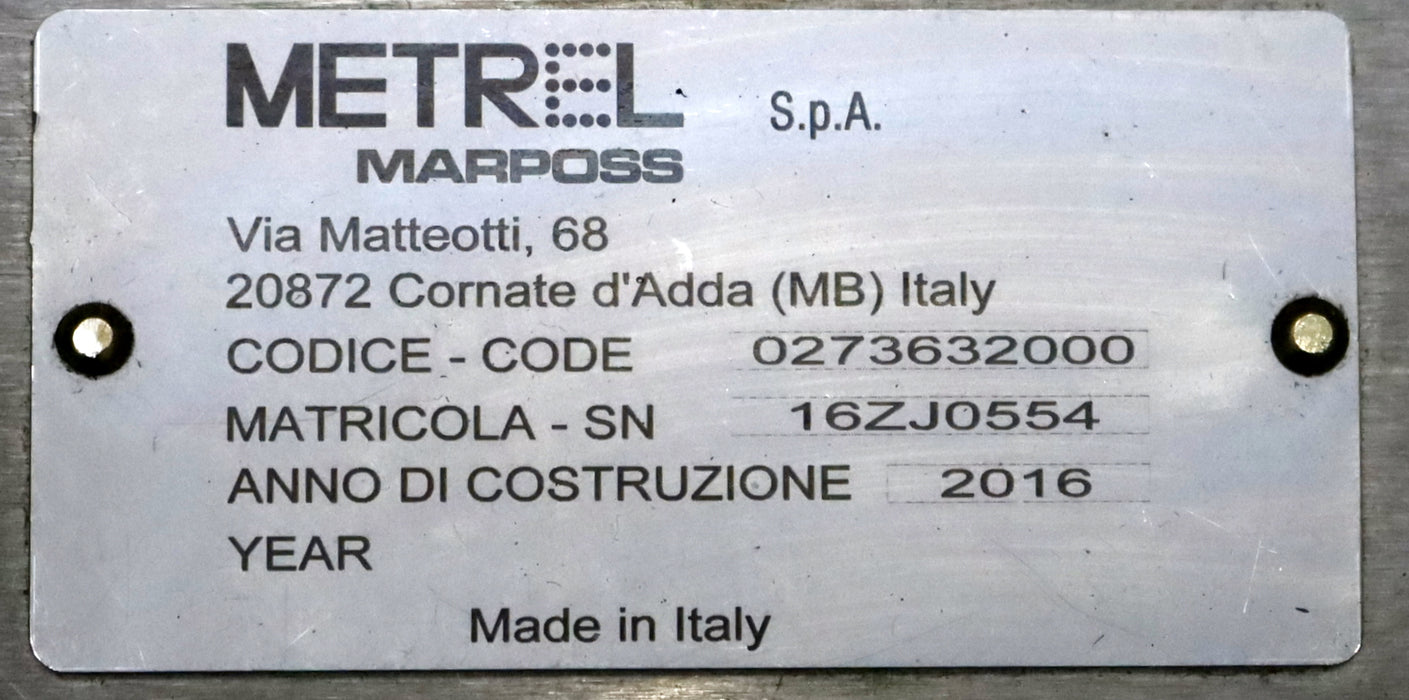 METREL S.p.A.
MARPOSS
Via Matteotti, 68
20872 Cornate d'Adda (MB) Italy
CODICE - CODE 0273632000
MATRICOLA - SN 16ZJ0554
ANNO DI COSTRUZIONE 2016
YEAR
Made in Italy